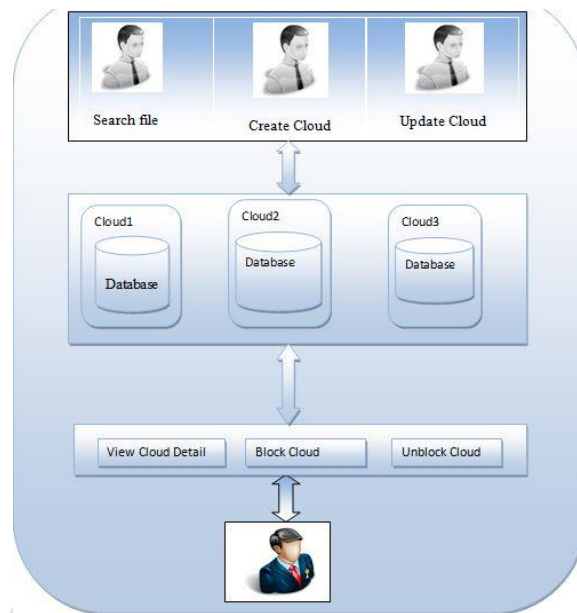 Search file
Create Cloud
Update Cloud
Cloud1
Cloud2
Cloud3
Database
Database
Database
View Cloud Detail
Block Cloud
Unblock Cloud